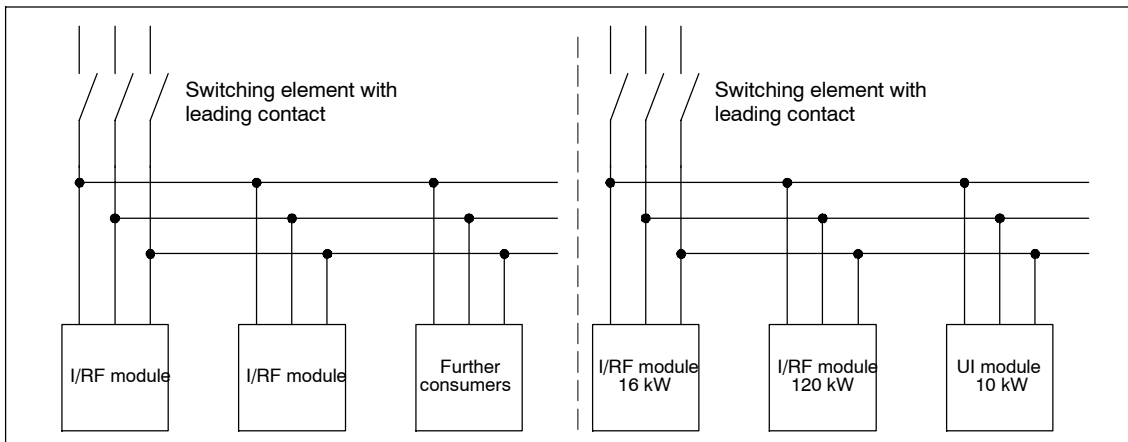 Switching element with
leading contact
Switching element with
leading contact
I/RF module
I/RF module
Further
consumers
I/RF module
16 kW
I/RF module
120 kW
UI module
10 kW